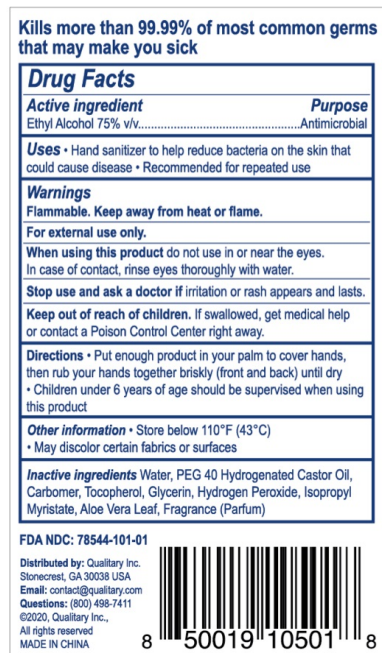 Kills more than 99.99% of most common germs
that may make you sick
Drug Facts
Active ingredient Purpose
Ethyl Alcohol 75% v/v..................................................Antimicrobial
Uses • Hand sanitizer to help reduce bacteria on the skin that
could cause disease • Recommended for repeated use
Warnings
Flammable. Keep away from heat or flame.
For external use only.
When using this product do not use in or near the eyes.
In case of contact, rinse eyes thoroughly with water.
Stop use and ask a doctor if irritation or rash appears and lasts.
Keep out of reach of children. If swallowed, get medical help
or contact a Poison Control Center right away.
Directions • Put enough product in your palm to cover hands,
then rub your hands together briskly (front and back) until dry
• Children under 6 years of age should be supervised when using
this product
Other information • Store below 110°F (43°C)
• May discolor certain fabrics or surfaces
Inactive ingredients Water, PEG 40 Hydrogenated Castor Oil,
Carbomer, Tocopherol, Glycerin, Hydrogen Peroxide, Isopropyl
Myristate, Aloe Vera Leaf, Fragrance (Parfum)
FDA NDC: 78544-101-01
Distributed by: Qualitary Inc.
Stonecrest, GA 30038 USA
Email: contact@qualitary.com
Questions: (800) 498-7411
©2020, Qualitary Inc.,
All rights reserved
MADE IN CHINA
8 50019 10501 8